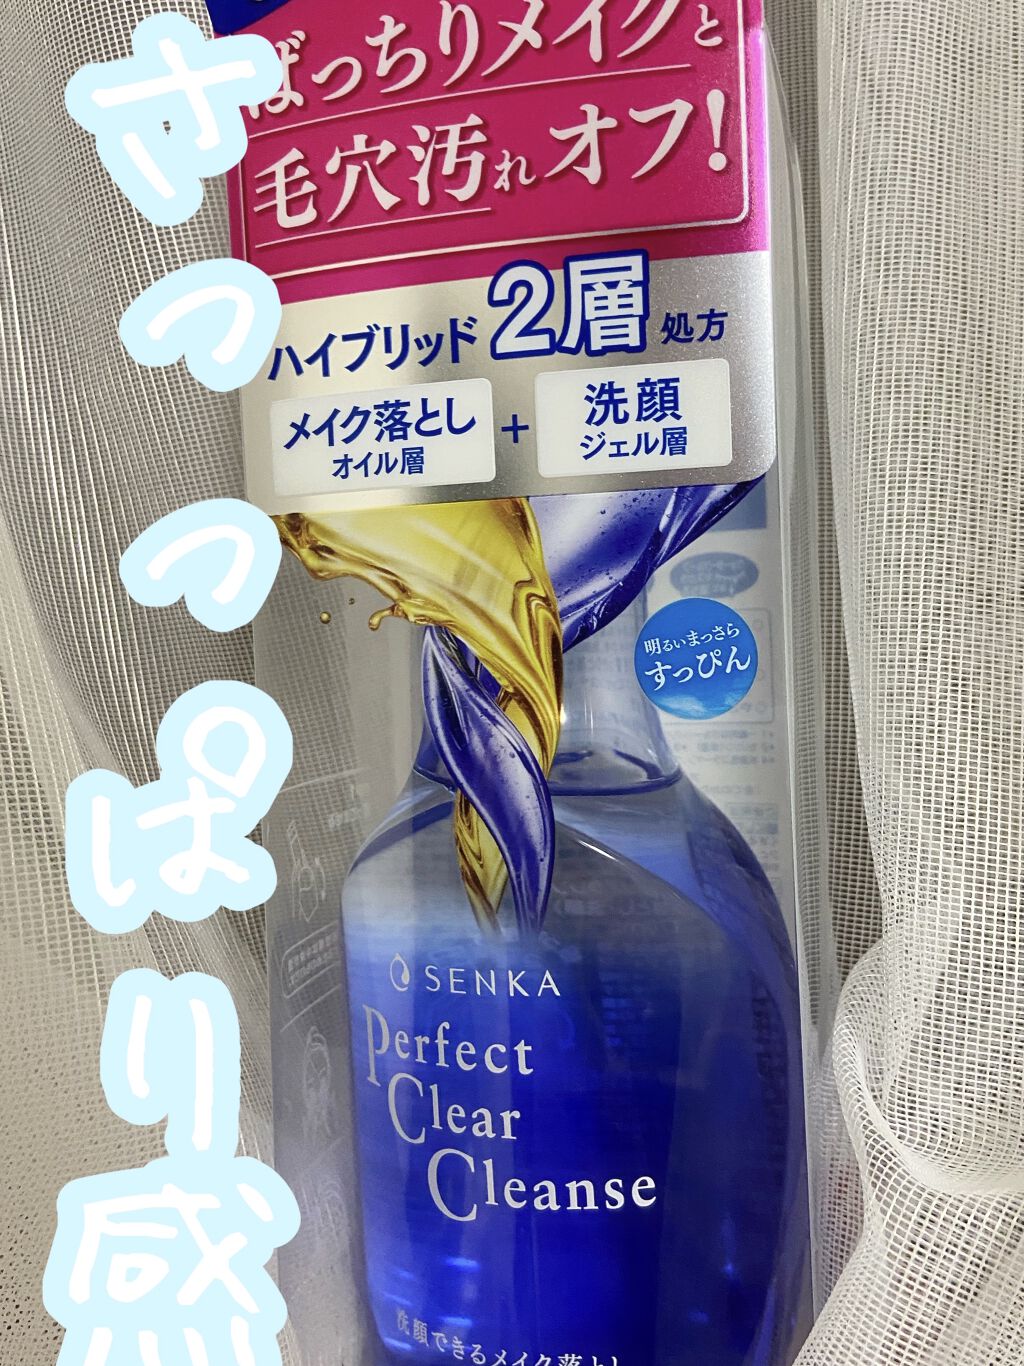 さっっぱり感
ばっちりメイクと
毛穴汚れオフ!
ハイブリッド2層処方
メイク落とし
オイル層
+
洗顔
ジェル層
明るいまっさら
すっぴん
SENKA
Perfect
Clear
Cleanse
洗顔できるメイク落とし